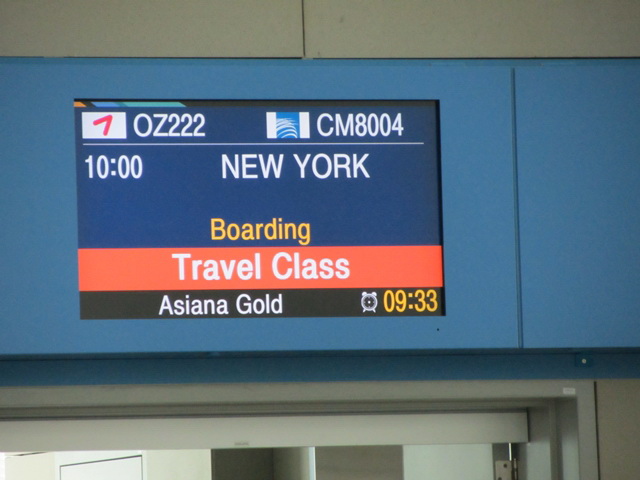 OZ222 CM8004
10:00 NEW YORK
Boarding
Travel Class
Asiana Gold 09:33